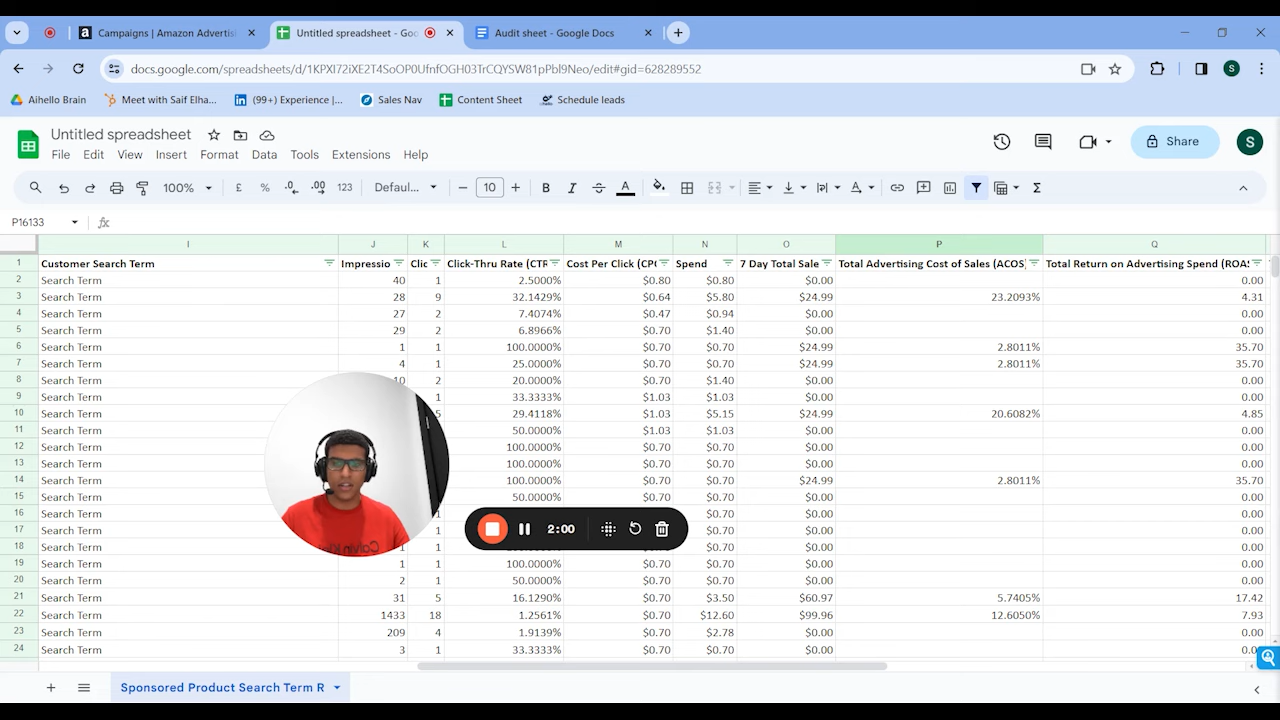 Campaigns | Amazon Advertis
Untitled spreadsheet - Goo
Audit sheet - Google Docs
docs.google.com/spreadsheets/d/1KPXI72iXE2T4SoOP0UfnfOGH03TrCQYSW81pPbl9Neo/edit#gid=628289552
Aihello Brain
Meet with Saif Elha...
(99+) Experience |...
Sales Nav
Content Sheet
Schedule leads
Untitled spreadsheet
File Edit View Insert Format Data Tools Extensions Help
Share
S
100% £ % .0 .00 123 Defaul... 10 B I A
P16133
fx
I J K L M N O P Q
1 Customer Search Term Impressio Clic Click-Thru Rate (CTR Cost Per Click (CPC Spend 7 Day Total Sale Total Advertising Cost of Sales (ACOS) Total Return on Advertising Spend (ROAS
2 Search Term 40 1 2.5000% $0.80 $0.80 $0.00 0.00
3 Search Term 28 9 32.1429% $0.64 $5.80 $24.99 23.2093% 4.31
4 Search Term 27 2 7.4074% $0.47 $0.94 $0.00 0.00
5 Search Term 29 2 6.8966% $0.70 $1.40 $0.00 0.00
6 Search Term 1 1 100.0000% $0.70 $0.70 $24.99 2.8011% 35.70
7 Search Term 4 1 25.0000% $0.70 $0.70 $24.99 2.8011% 35.70
8 Search Term 10 2 20.0000% $0.70 $1.40 $0.00 0.00
9 Search Term 1 33.3333% $1.03 $1.03 $0.00 0.00
10 Search Term 5 29.4118% $1.03 $5.15 $24.99 20.6082% 4.85
11 Search Term 50.0000% $1.03 $1.03 $0.00 0.00
12 Search Term 100.0000% $0.70 $0.70 $0.00 0.00
13 Search Term 100.0000% $0.70 $0.70 $0.00 0.00
14 Search Term 100.0000% $0.70 $0.70 $24.99 2.8011% 35.70
15 Search Term 50.0000% $0.70 $0.70 $0.00 0.00
16 Search Term 1 $0.70 $0.00 0.00
17 Search Term 1 2:00 $0.70 $0.00 0.00
18 Search Term 1 1 $0.70 $0.00 0.00
19 Search Term 1 1 100.0000% $0.70 $0.70 $0.00 0.00
20 Search Term 2 1 50.0000% $0.70 $0.70 $0.00 0.00
21 Search Term 31 5 16.1290% $0.70 $3.50 $60.97 5.7405% 17.42
22 Search Term 1433 18 1.2561% $0.70 $12.60 $99.96 12.6050% 7.93
23 Search Term 209 4 1.9139% $0.70 $2.78 $0.00 0.00
24 Search Term 3 1 33.3333% $0.70 $0.70 $0.00 0.00
Sponsored Product Search Term R